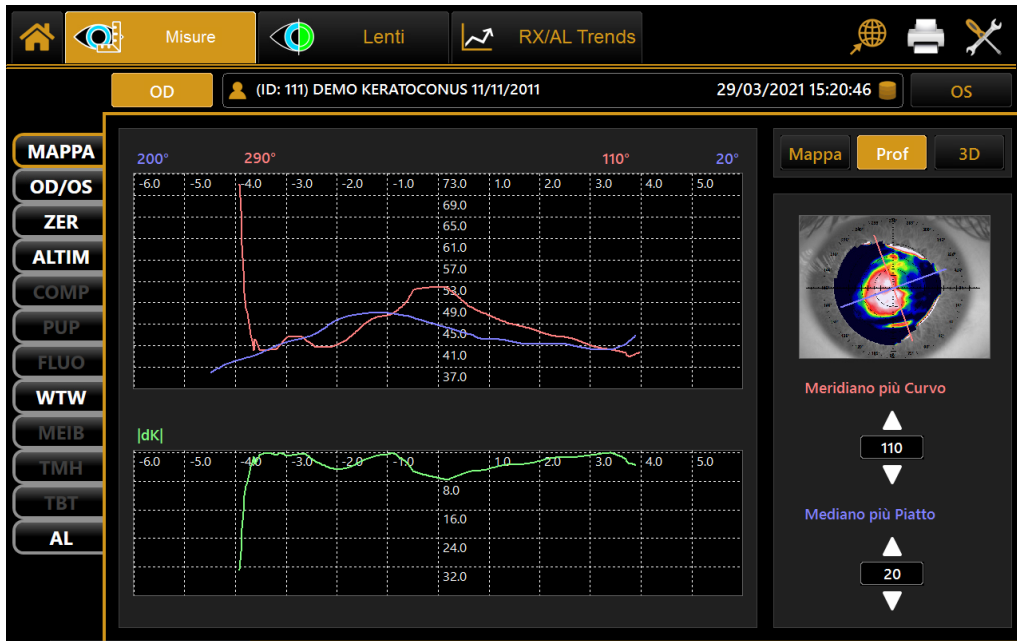 Misure
Lenti
RX/AL Trends
OD
(ID: 111) DEMO KERATOCONUS 11/11/2011
29/03/2021 15:20:46
OS
MAPPA
OD/OS
ZER
ALTIM
COMP
PUP
FLUO
WTW
MEIB
TMH
TBT
AL
200°
290°
110°
20°
-6.0 -5.0 -4.0 -3.0 -2.0 -1.0 73.0 1.0 2.0 3.0 4.0 5.0
69.0
65.0
61.0
57.0
53.0
49.0
45.0
41.0
37.0
|dK|
-6.0 -5.0 -4.0 -3.0 -2.0 -1.0 1.0 2.0 3.0 4.0 5.0
8.0
16.0
24.0
32.0
Mappa
Prof
3D
Meridiano più Curvo
110
Mediano più Piatto
20